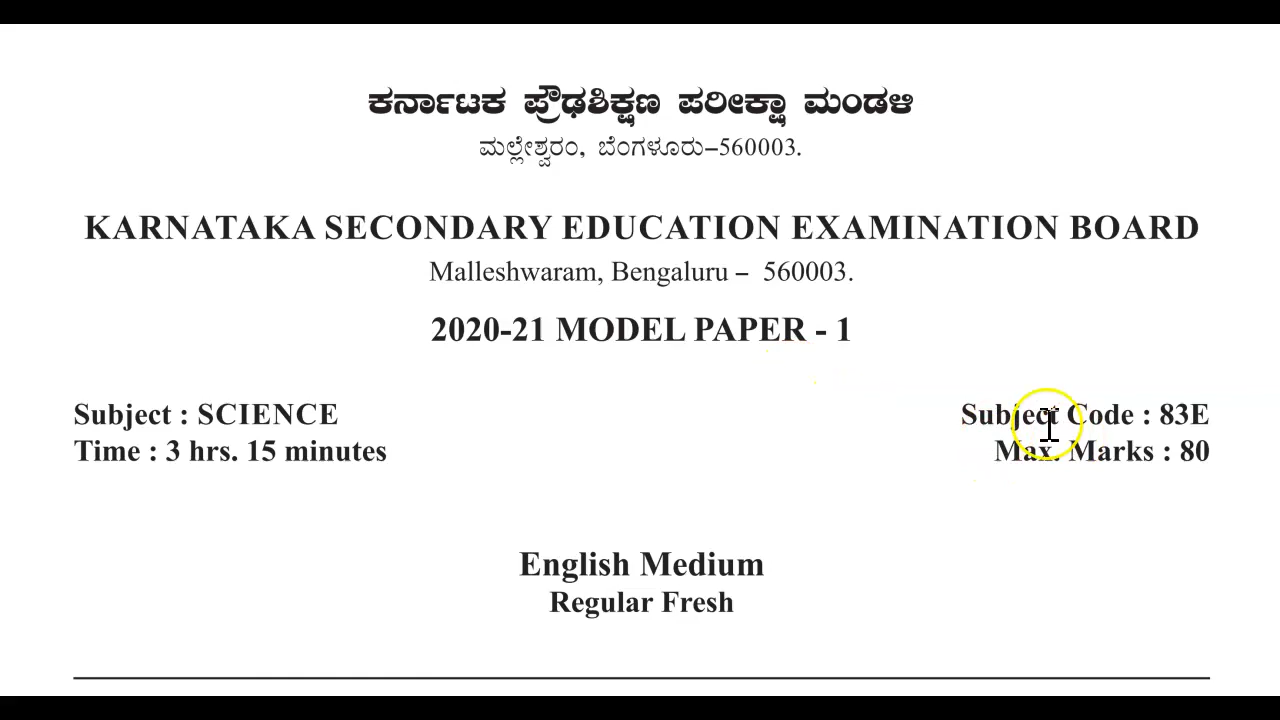 ಕರ್ನಾಟಕ ಪ್ರೌಢಶಿಕ್ಷಣ ಪರೀಕ್ಷಾ ಮಂಡಳಿ
ಮಲ್ಲೇಶ್ವರಂ, ಬೆಂಗಳೂರು–560003.
KARNATAKA SECONDARY EDUCATION EXAMINATION BOARD
Malleshwaram, Bengaluru – 560003.
2020-21 MODEL PAPER - 1
Subject : SCIENCE Subject Code : 83E
Time : 3 hrs. 15 minutes Max. Marks : 80
English Medium
Regular Fresh